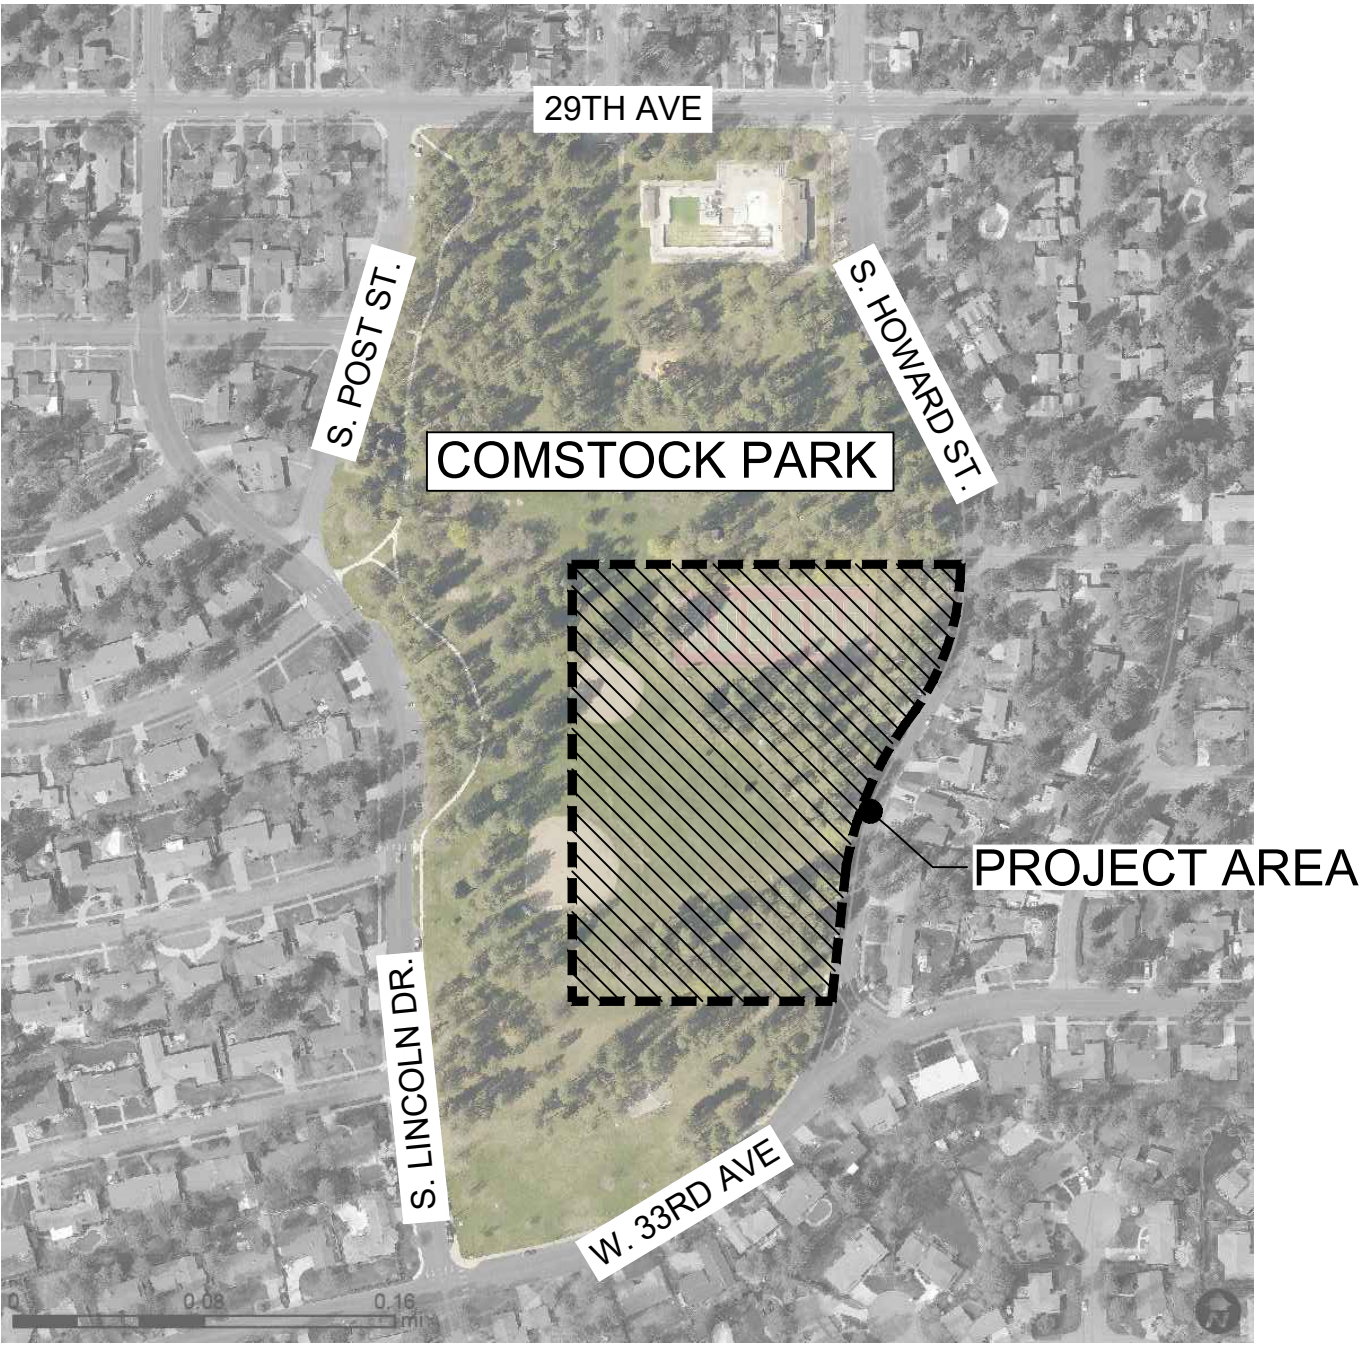 29TH AVE
S. POST ST.
S. HOWARD ST.
COMSTOCK PARK
PROJECT AREA
S. LINCOLN DR.
W. 33RD AVE
0 0.08 0.16
mi
N